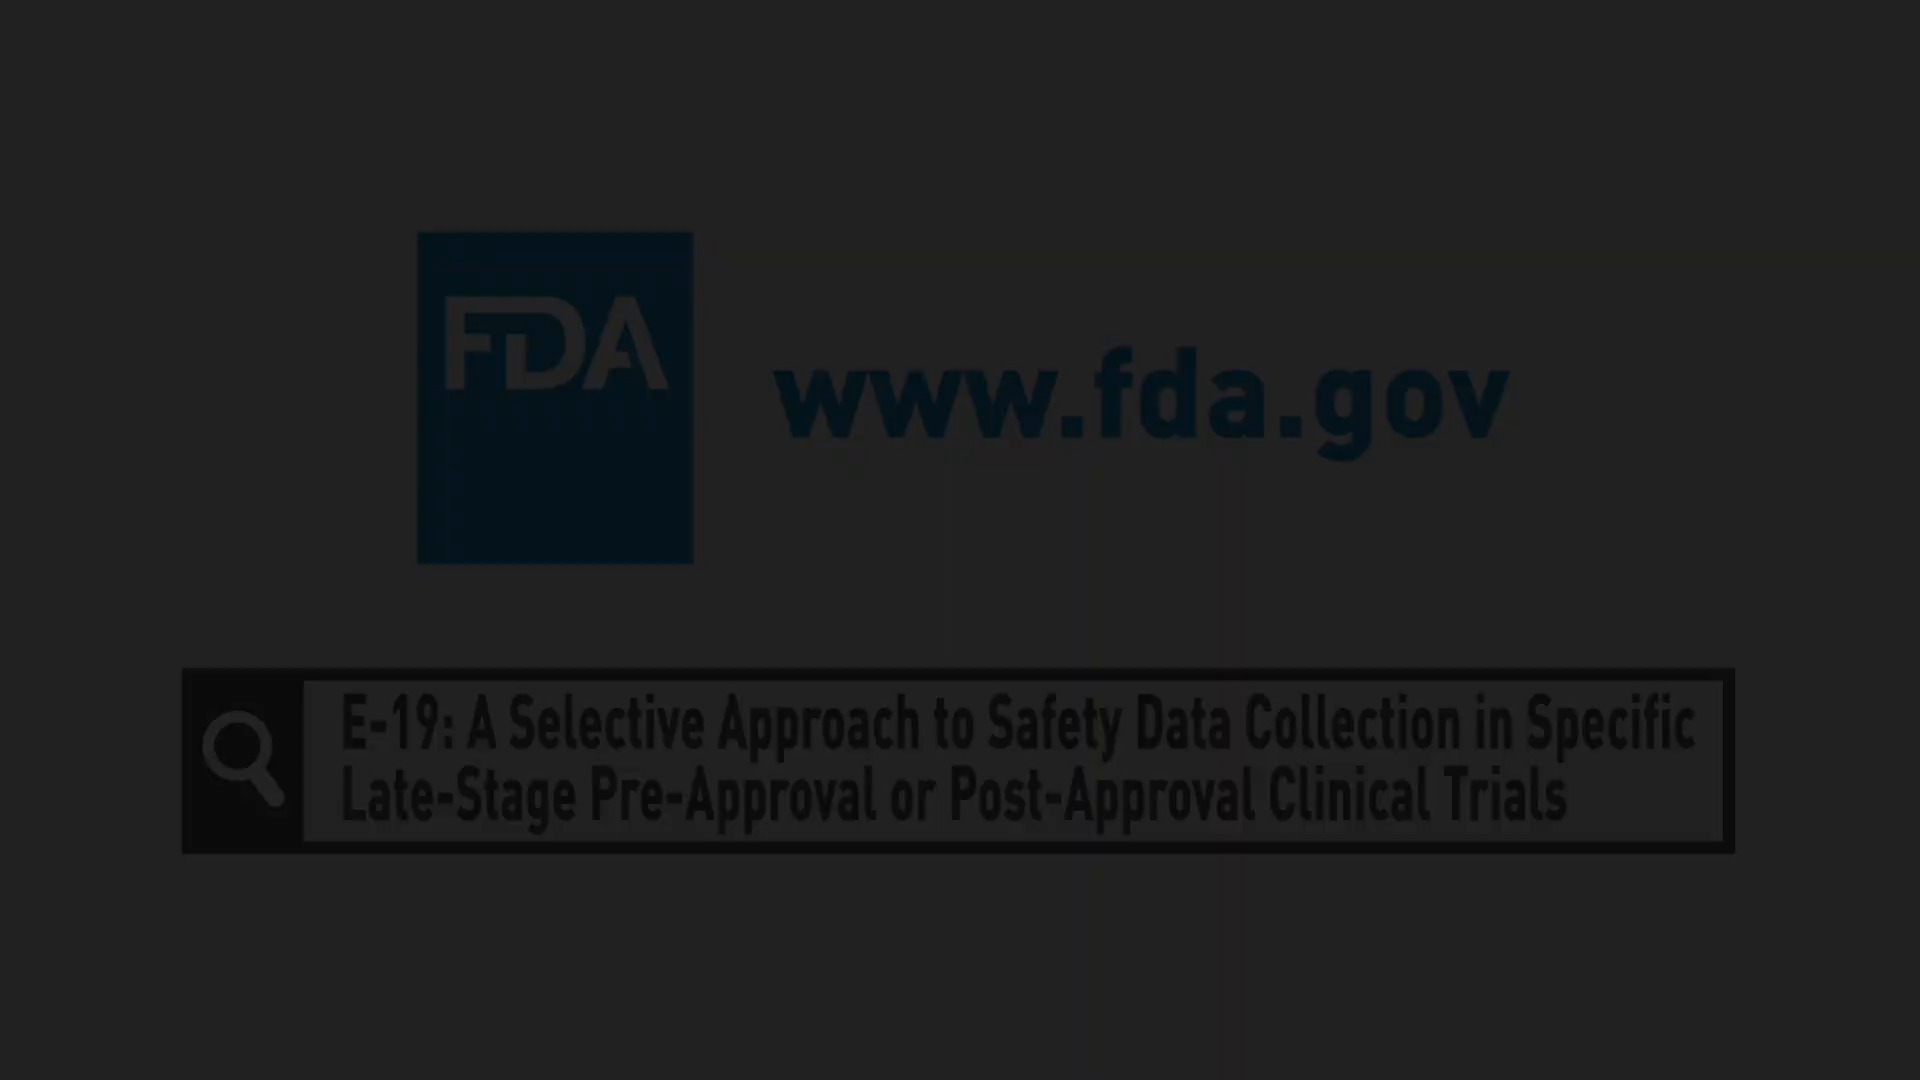 FDA
www.fda.gov
E-19: A Selective Approach to Safety Data Collection in Specific
Late-Stage Pre-Approval or Post-Approval Clinical Trials